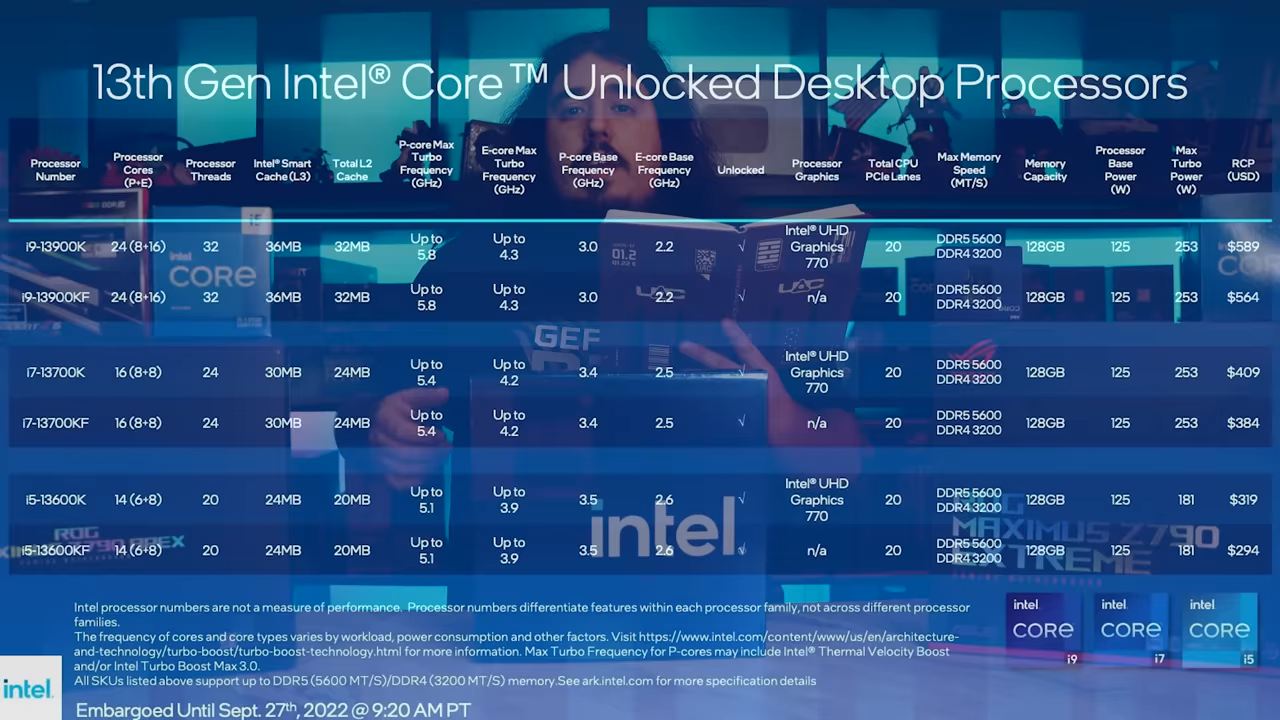 13th Gen Intel® Core™ Unlocked Desktop Processors
Processor Number Processor Cores (P+E) Processor Threads Intel® Smart Cache (L3) Total L2 Cache P-core Max Turbo Frequency (GHz) E-core Max Turbo Frequency (GHz) P-core Base Frequency (GHz) E-core Base Frequency (GHz) Unlocked Processor Graphics Total CPU PCIe Lanes Max Memory Speed (MT/S) Memory Capacity Processor Base Power (W) Max Turbo Power (W) RCP (USD)
i9-13900K 24 (8+16) 32 36MB 32MB Up to 5.8 Up to 4.3 3.0 2.2 √ Intel® UHD Graphics 770 20 DDR5 5600 DDR4 3200 128GB 125 253 $589
i9-13900KF 24 (8+16) 32 36MB 32MB Up to 5.8 Up to 4.3 3.0 2.2 √ n/a 20 DDR5 5600 DDR4 3200 128GB 125 253 $564
i7-13700K 16 (8+8) 24 30MB 24MB Up to 5.4 Up to 4.2 3.4 2.5 √ Intel® UHD Graphics 770 20 DDR5 5600 DDR4 3200 128GB 125 253 $409
i7-13700KF 16 (8+8) 24 30MB 24MB Up to 5.4 Up to 4.2 3.4 2.5 √ n/a 20 DDR5 5600 DDR4 3200 128GB 125 253 $384
i5-13600K 14 (6+8) 20 24MB 20MB Up to 5.1 Up to 3.9 3.5 2.6 √ Intel® UHD Graphics 770 20 DDR5 5600 DDR4 3200 128GB 125 181 $319
i5-13600KF 14 (6+8) 20 24MB 20MB Up to 5.1 Up to 3.9 3.5 2.6 √ n/a 20 DDR5 5600 DDR4 3200 128GB 125 181 $294
i5
intel
CORE
01.2
UAC
UAC
GEF
intel
ROG
Z790 APEX
ROG
MAXIMUS Z790
EXTREME
Intel processor numbers are not a measure of performance. Processor numbers differentiate features within each processor family, not across different processor
families.
The frequency of cores and core types varies by workload, power consumption and other factors. Visit https://www.intel.com/content/www/us/en/architecture-
and-technology/turbo-boost/turbo-boost-technology.html for more information. Max Turbo Frequency for P-cores may include Intel® Thermal Velocity Boost
and/or Intel Turbo Boost Max 3.0.
All SKUs listed above support up to DDR5 (5600 MT/S)/DDR4 (3200 MT/S) memory.See ark.intel.com for more specification details
intel CORE i9
intel CORE i7
intel CORE i5
intel
Embargoed Until Sept. 27th, 2022 @ 9:20 AM PT